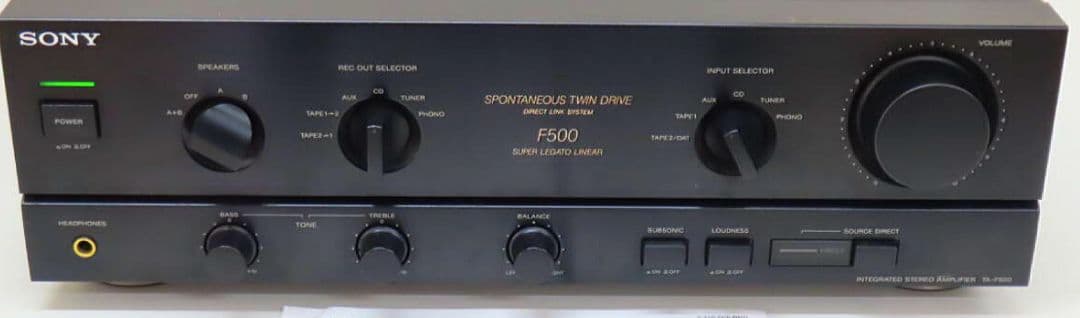 SONY
VOLUME
SPEAKERS
REC OUT SELECTOR
INPUT SELECTOR
OFF A B
A+B
POWER
AUX CD TUNER
TAPE1→2 PHONO
TAPE2→1
SPONTANEOUS TWIN DRIVE
DIRECT LINK SYSTEM
F500
SUPER LEGATO LINEAR
AUX CD TUNER
TAPE1 PHONO
TAPE2/DAT
HEADPHONES
BASS
TONE
TREBLE
BALANCE
SUBSONIC
LOUDNESS
SOURCE DIRECT
INTEGRATED STEREO AMPLIFIER TA-F500